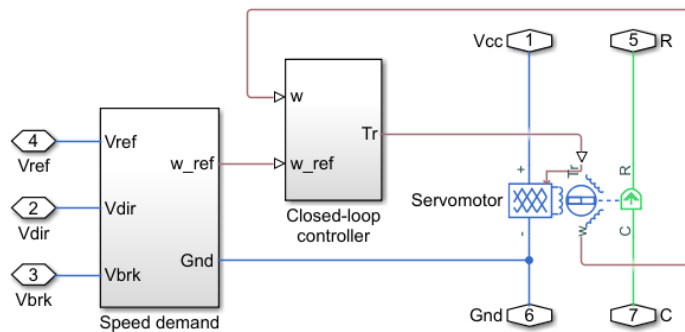 Vcc
1
5
R
w
Tr
w_ref
Closed-loop
controller
4
Vref
Vref
w_ref
2
Vdir
Vdir
3
Vbrk
Vbrk
Gnd
Speed demand
Servomotor
+
-
Tr
w
R
C
Gnd
6
7
C